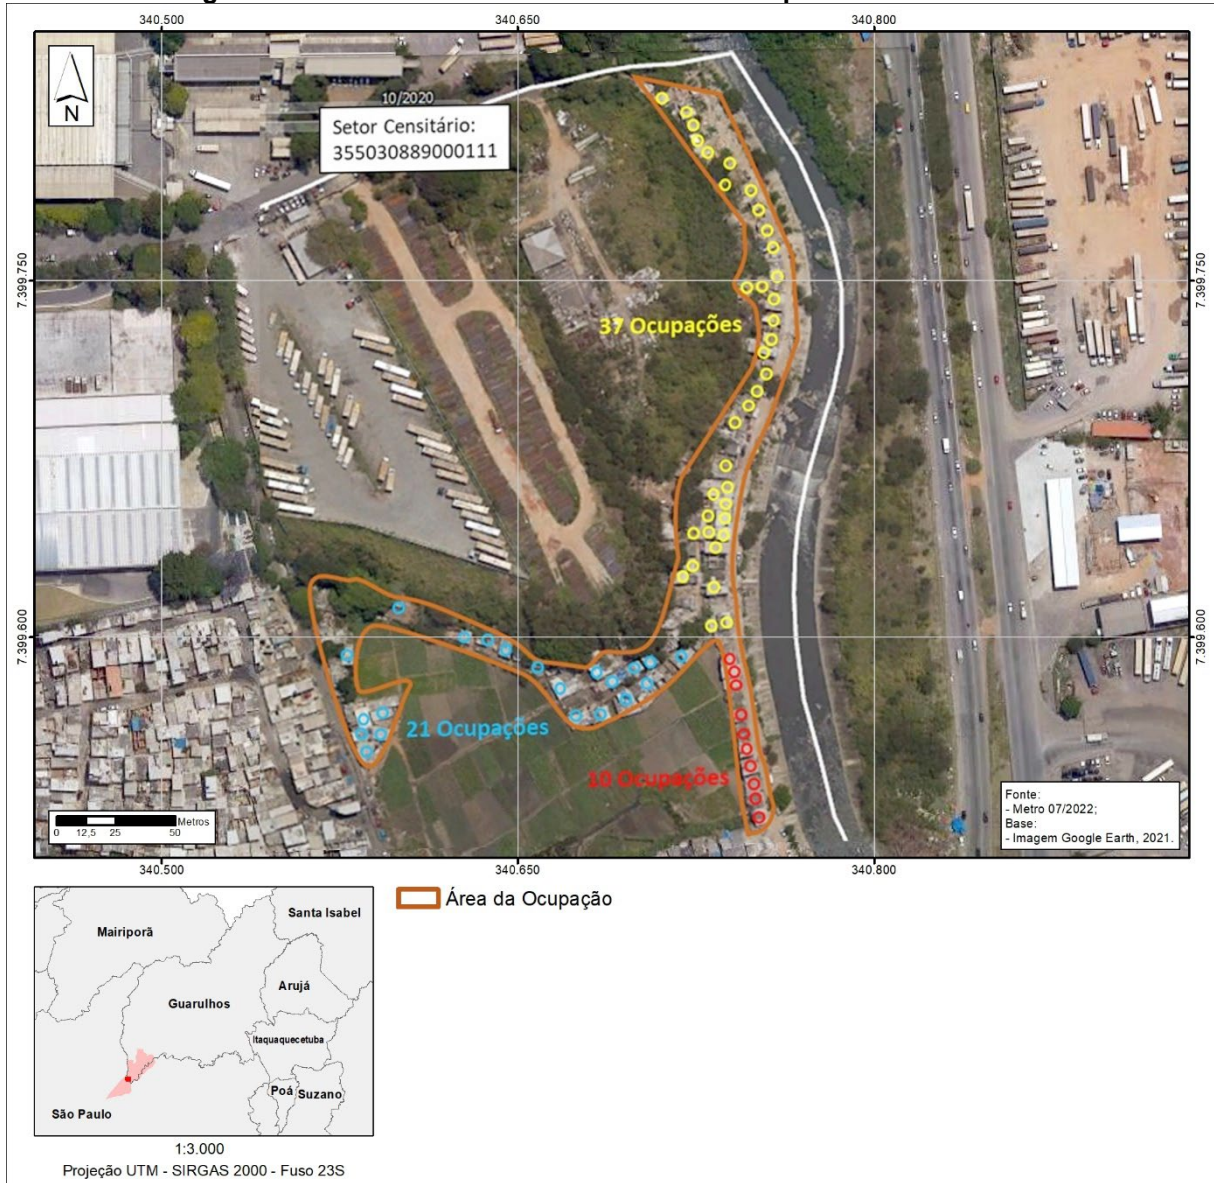 340.500 340.650 340.800
N
10/2020
Setor Censitário:
355030889000111
7.399.750 7.399.750
37 Ocupações
7.399.600 7.399.600
21 Ocupações
10 Ocupações
Metros
0 12,5 25 50
Fonte:
- Metro 07/2022;
Base:
- Imagem Google Earth, 2021.
340.500 340.650 340.800
Área da Ocupação
Santa Isabel
Mairiporã
Arujá
Guarulhos
Itaquaquecetuba
Poá Suzano
São Paulo
1:3.000
Projeção UTM - SIRGAS 2000 - Fuso 23S